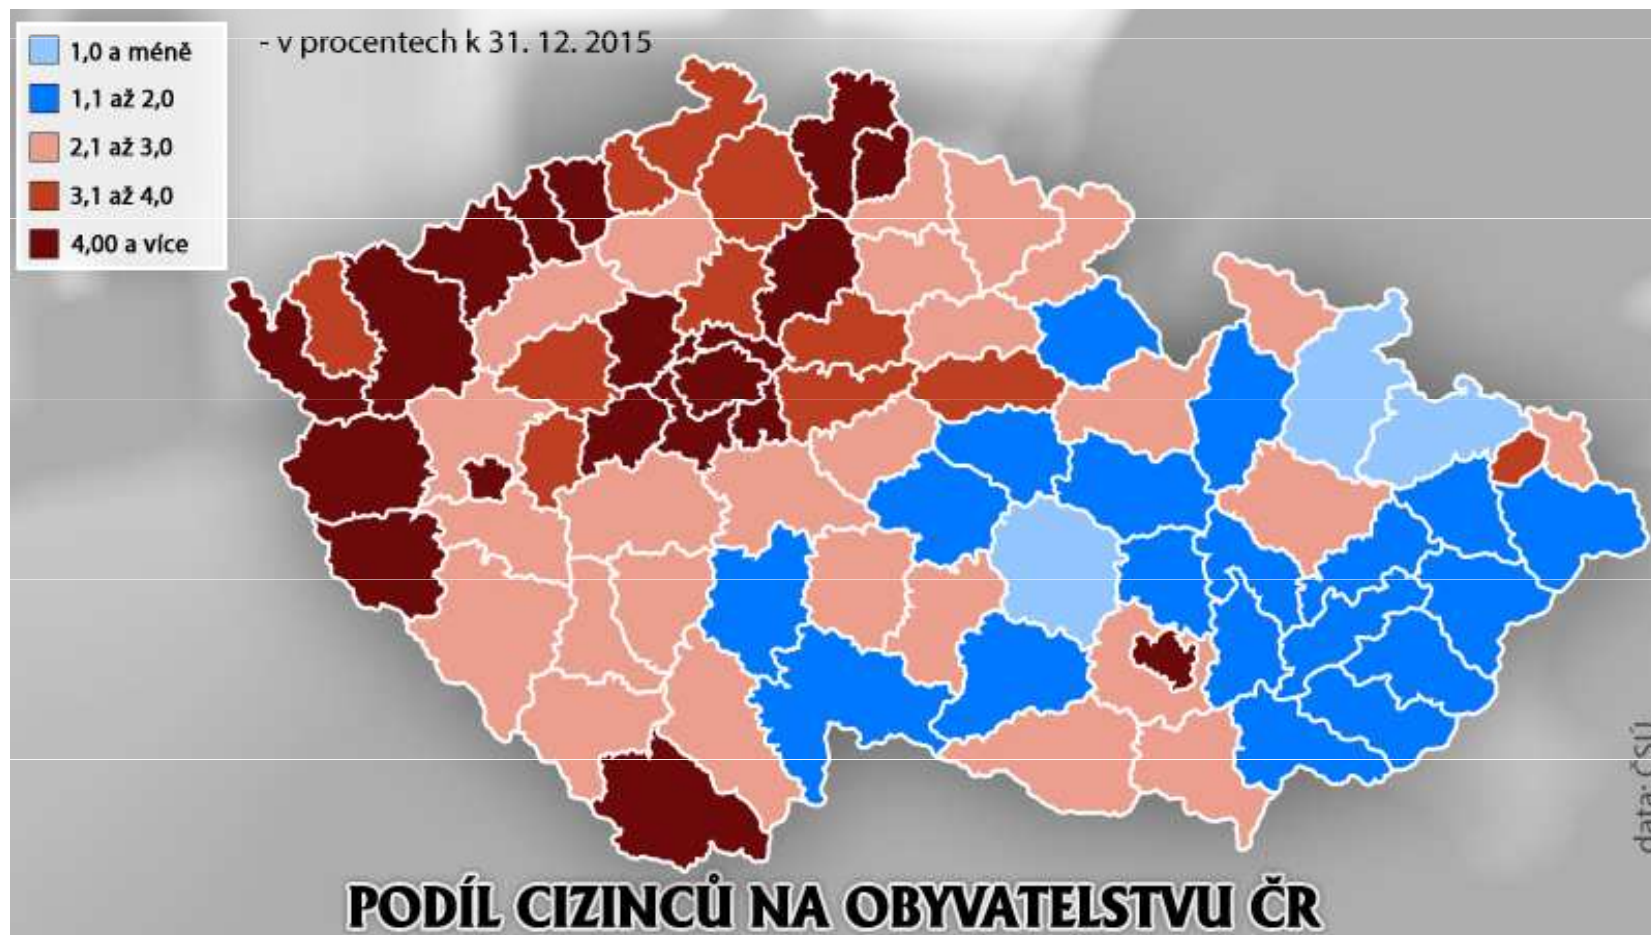 1,0 a méně
1,1 až 2,0
2,1 až 3,0
3,1 až 4,0
4,00 a více
- v procentech k 31. 12. 2015
data: ČSÚ
PODÍL CIZINCŮ NA OBYVATELSTVU ČR